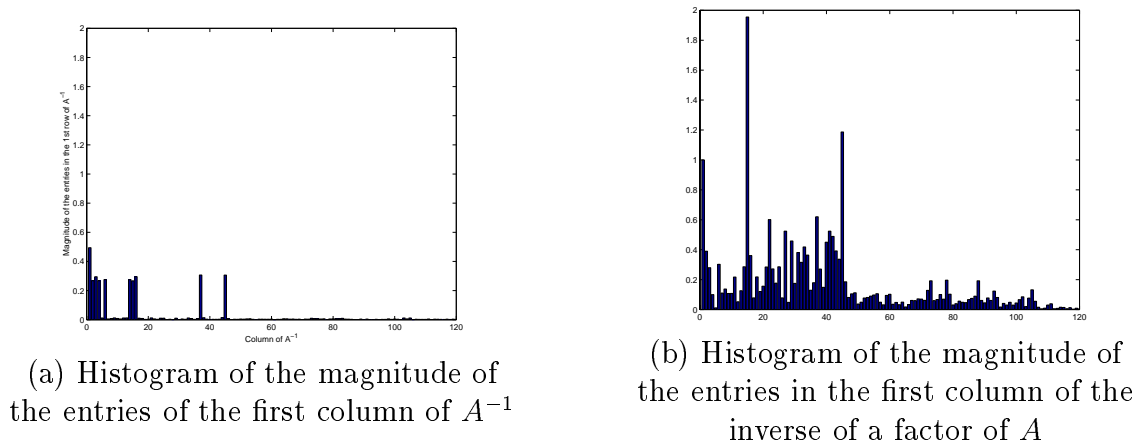 2
1.8
1.6
1.4
1.2
1
0.8
0.6
0.4
0.2
0
0 20 40 60 80 100 120
Magnitude of the entries in the 1st row of A⁻¹
Column of A⁻¹
(a) Histogram of the magnitude of
the entries of the first column of A⁻¹
2
1.8
1.6
1.4
1.2
1
0.8
0.6
0.4
0.2
0
0 20 40 60 80 100 120
(b) Histogram of the magnitude of
the entries in the first column of the
inverse of a factor of A